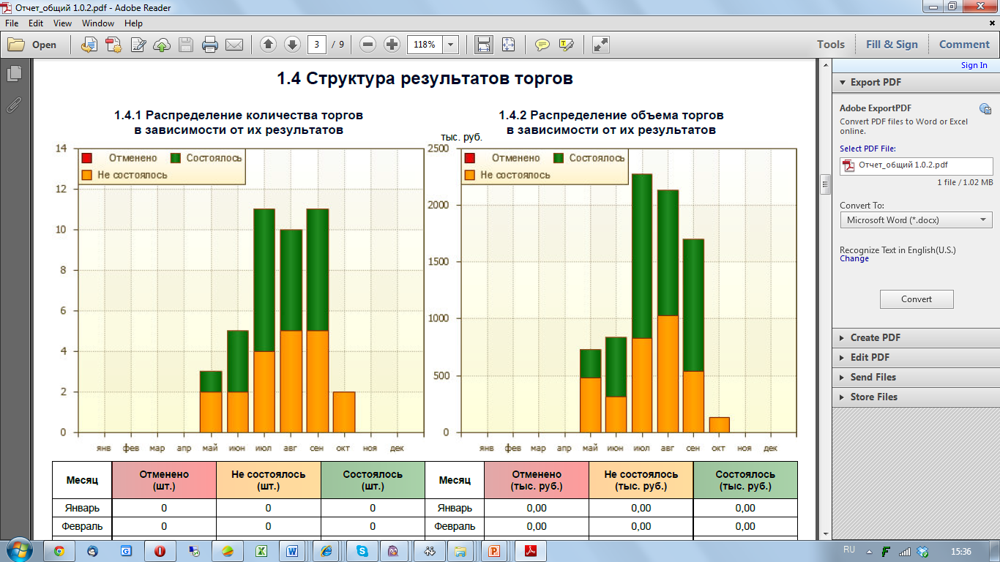 Отчет_общий 1.0.2.pdf - Adobe Reader
File Edit View Window Help
Open 3 / 9 118% Tools Fill & Sign Comment
Sign In
Export PDF
Adobe ExportPDF
Convert PDF files to Word or Excel
online.
Select PDF File:
Отчет_общий 1.0.2.pdf
1 file / 1.02 MB
Convert To:
Microsoft Word (*.docx)
Recognize Text in English(U.S.)
Change
Convert
Create PDF
Edit PDF
Send Files
Store Files
1.4 Структура результатов торгов
1.4.1 Распределение количества торгов
в зависимости от их результатов
14
12
10
8
6
4
2
0
Отменено Состоялось
Не состоялось
янв фев мар апр май июн июл авг сен окт ноя дек
1.4.2 Распределение объема торгов
в зависимости от их результатов
тыс. руб.
2500
2000
1500
1000
500
0
Отменено Состоялось
Не состоялось
янв фев мар апр май июн июл авг сен окт ноя дек
Месяц Отменено (шт.) Не состоялось (шт.) Состоялось (шт.) Месяц Отменено (тыс. руб.) Не состоялось (тыс. руб.) Состоялось (тыс. руб.)
Январь 0 0 0 Январь 0,00 0,00 0,00
Февраль 0 0 0 Февраль 0,00 0,00 0,00
RU 15:36